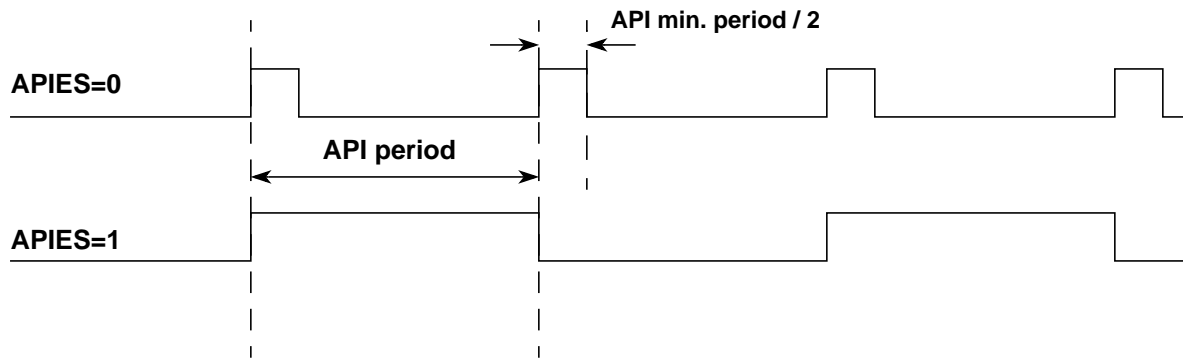 API min. period / 2
APIES=0
API period
APIES=1